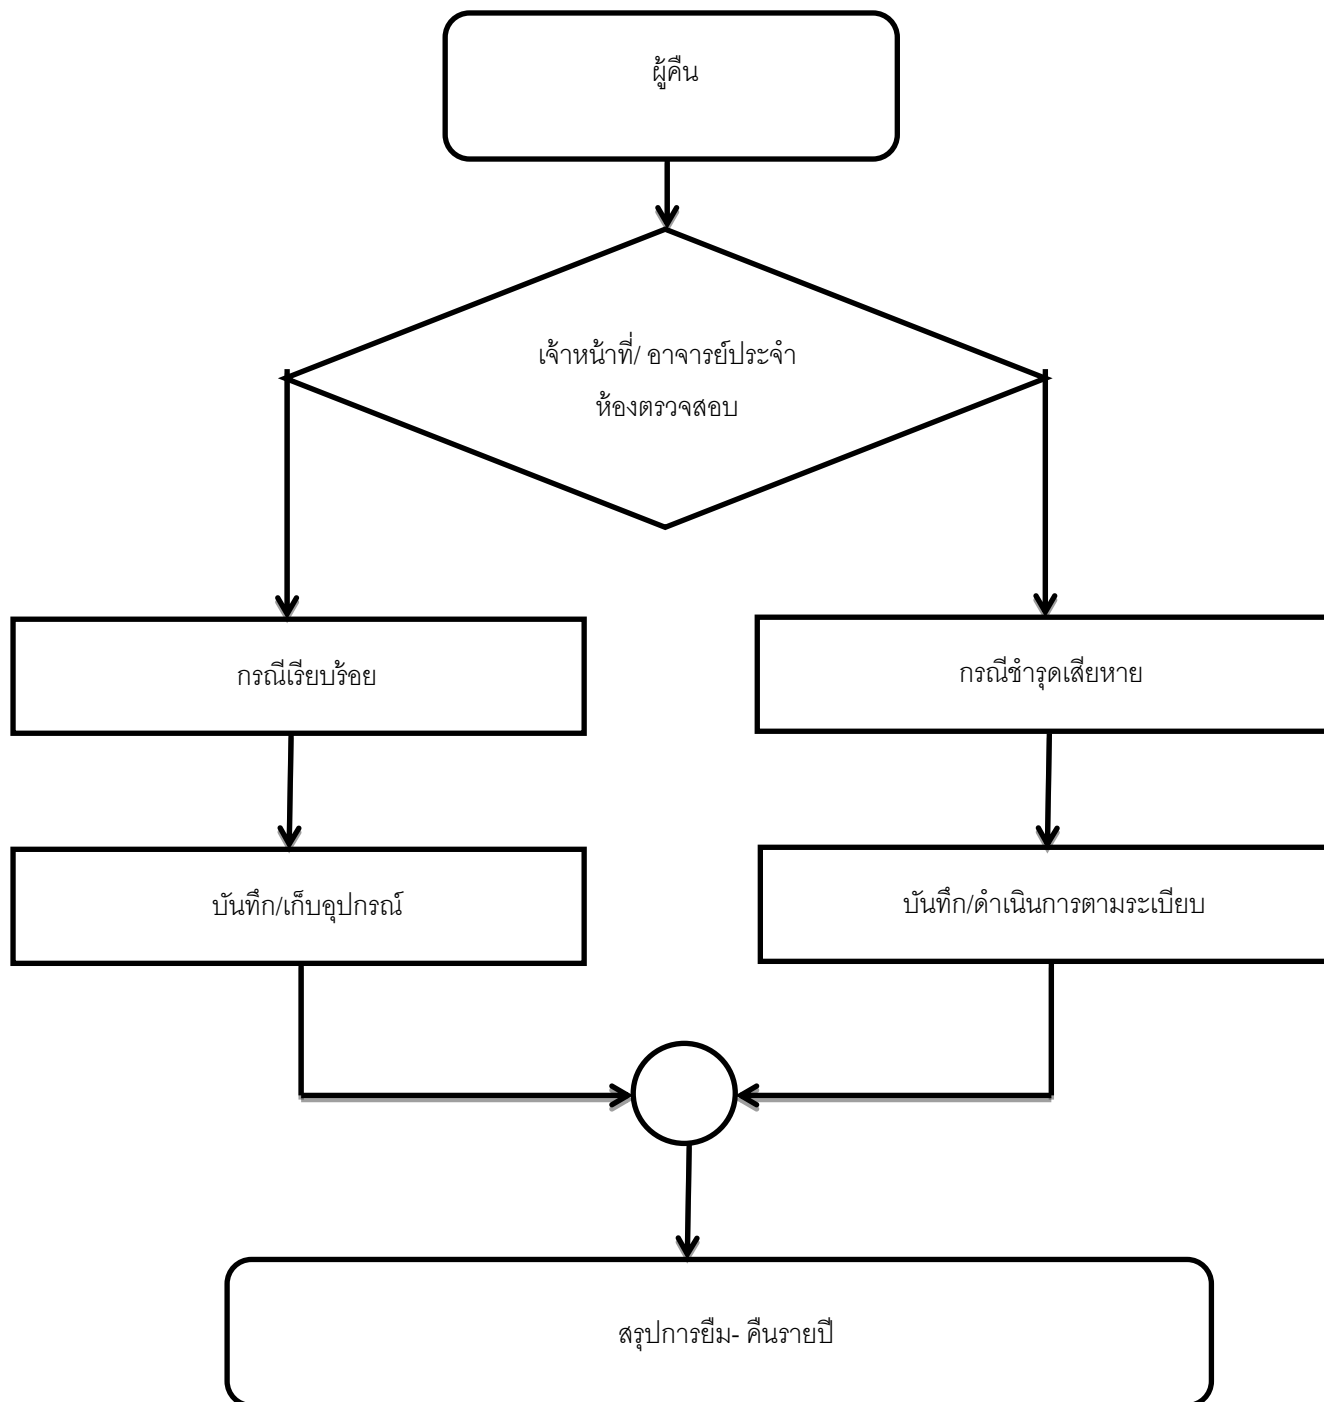 ผู้คืน
เจ้าหน้าที่/ อาจารย์ประจำ
ห้องตรวจสอบ
กรณีเรียบร้อย
กรณีชำรุดเสียหาย
บันทึก/เก็บอุปกรณ์
บันทึก/ดำเนินการตามระเบียบ
สรุปการยืม- คืนรายปี